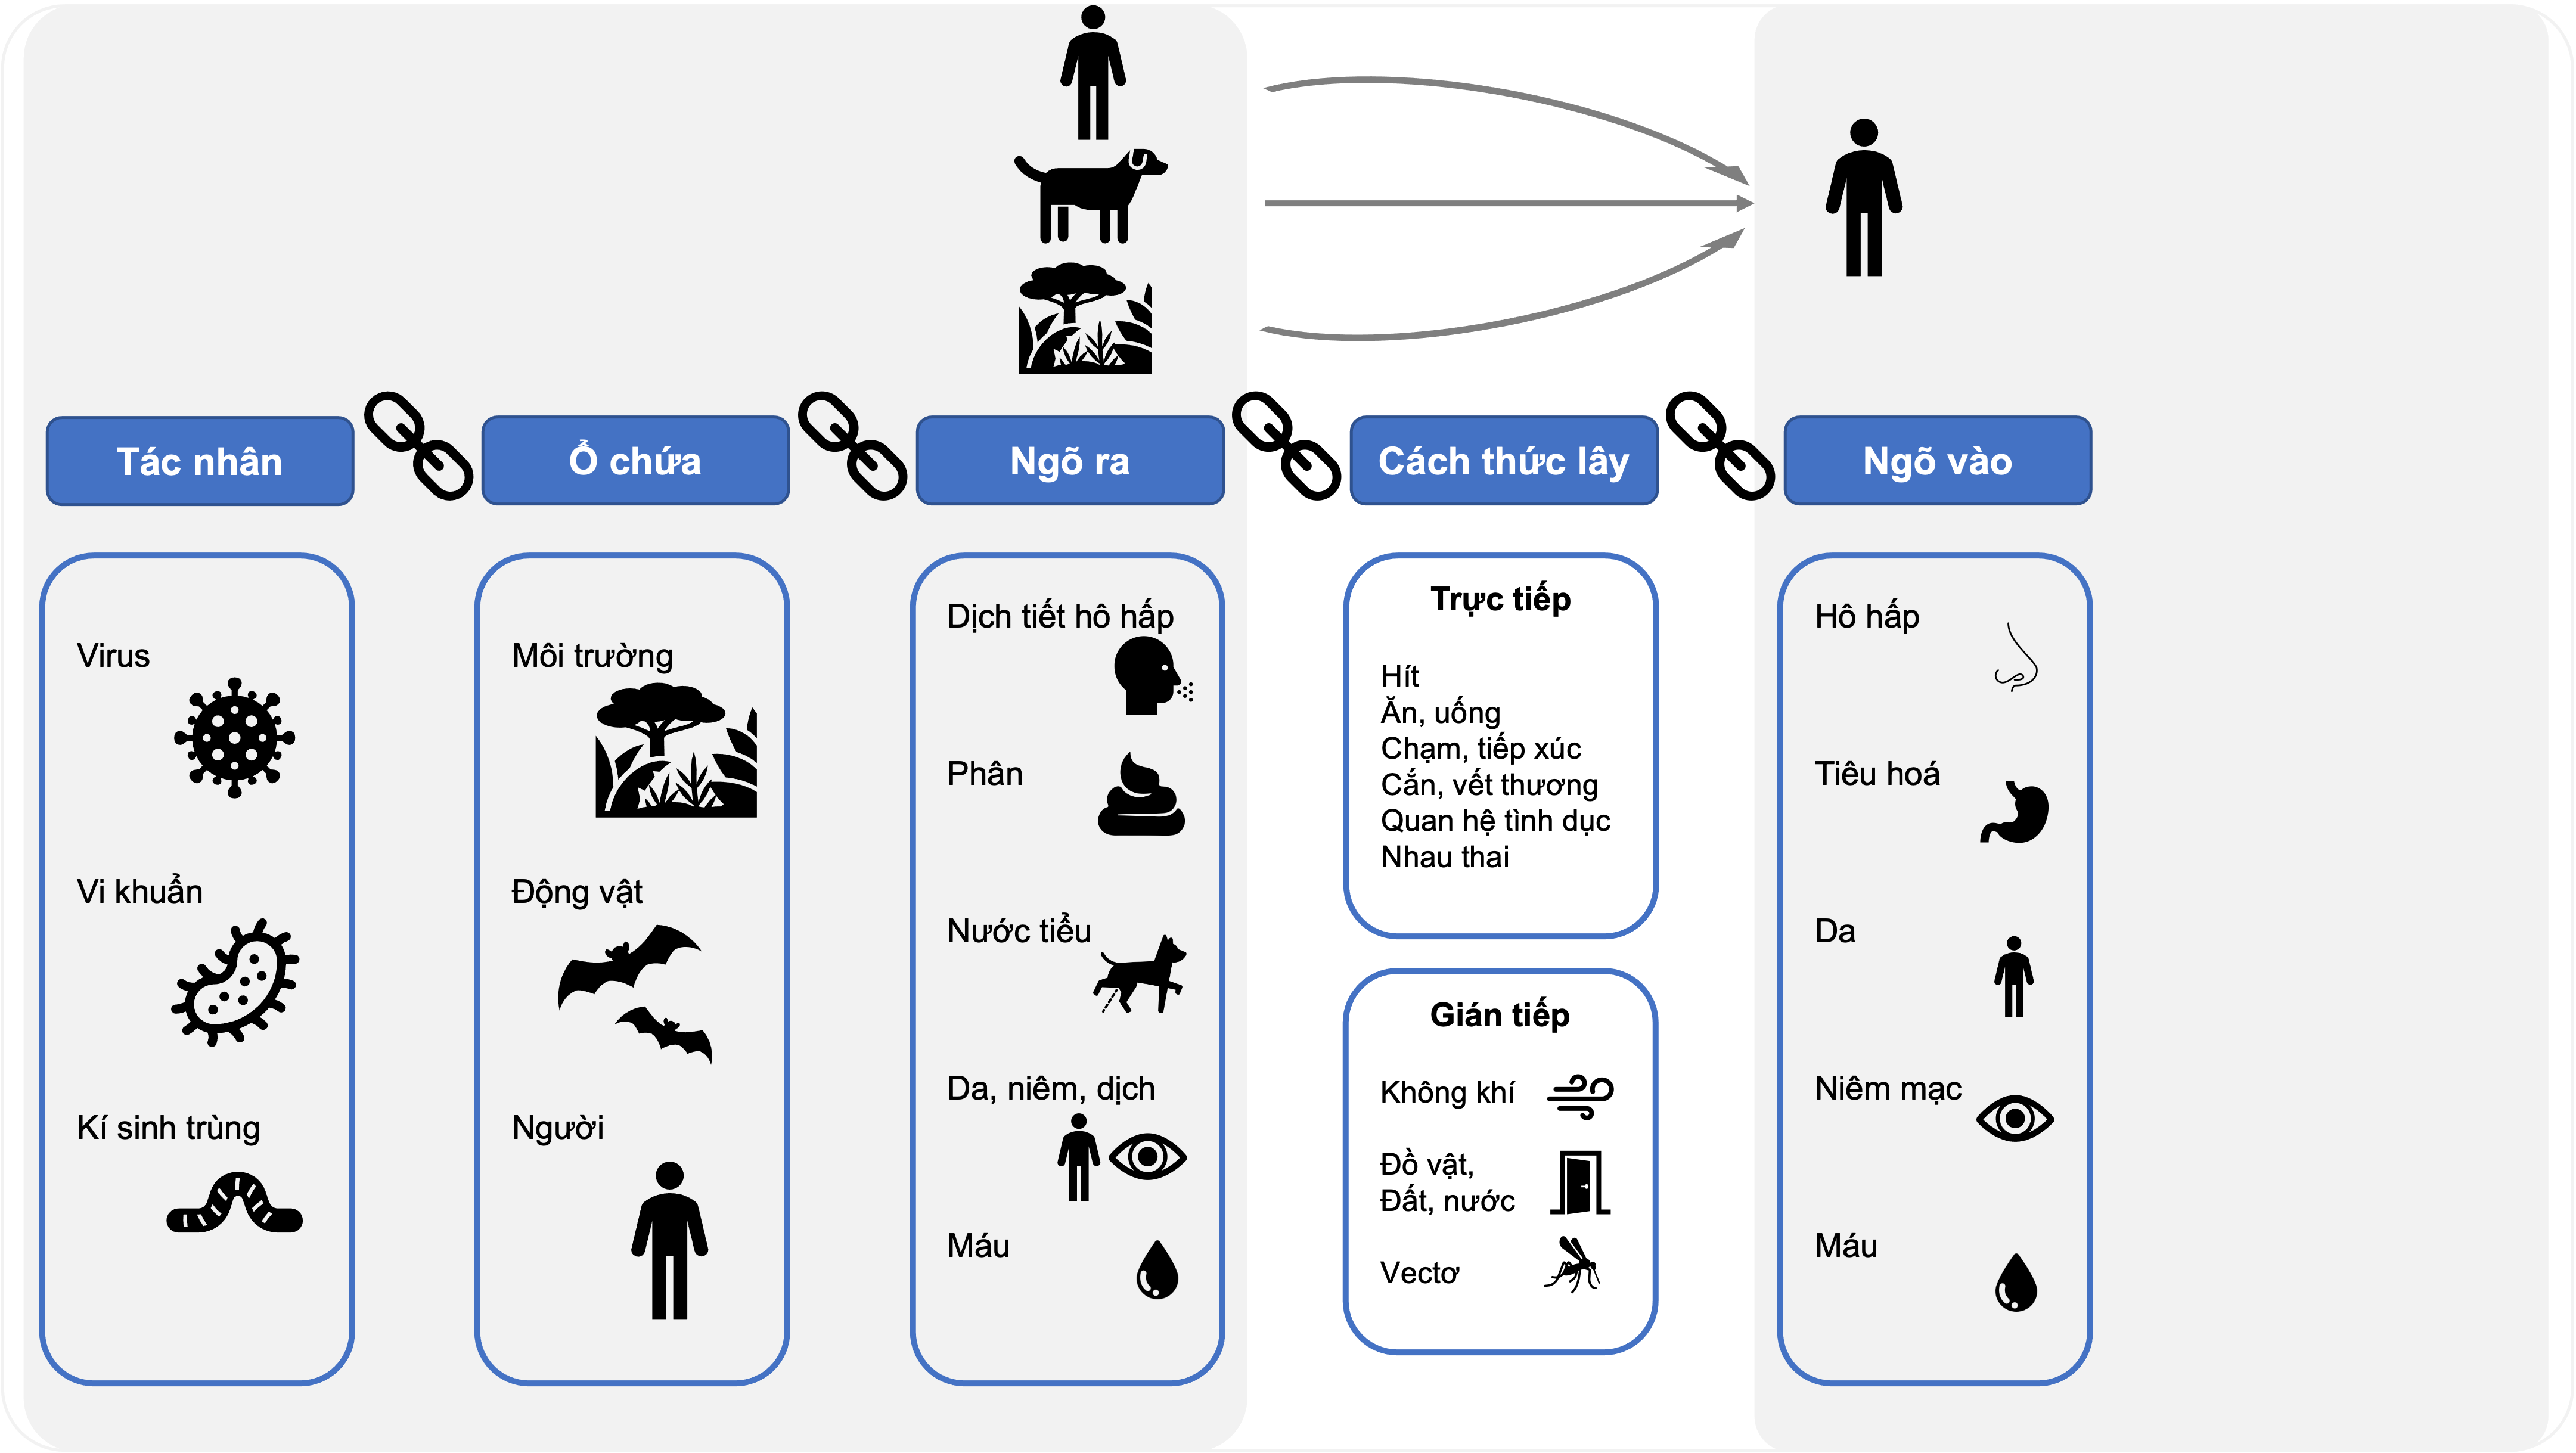 Tác nhân
Ổ chứa
Ngõ ra
Cách thức lây
Ngõ vào
Virus
Vi khuẩn
Kí sinh trùng
Môi trường
Động vật
Người
Dịch tiết hô hấp
Phân
Nước tiểu
Da, niêm, dịch
Máu
Trực tiếp
Hít
Ăn, uống
Chạm, tiếp xúc
Cắn, vết thương
Quan hệ tình dục
Nhau thai
Gián tiếp
Không khí
Đồ vật,
Đất, nước
Vectơ
Hô hấp
Tiêu hoá
Da
Niêm mạc
Máu